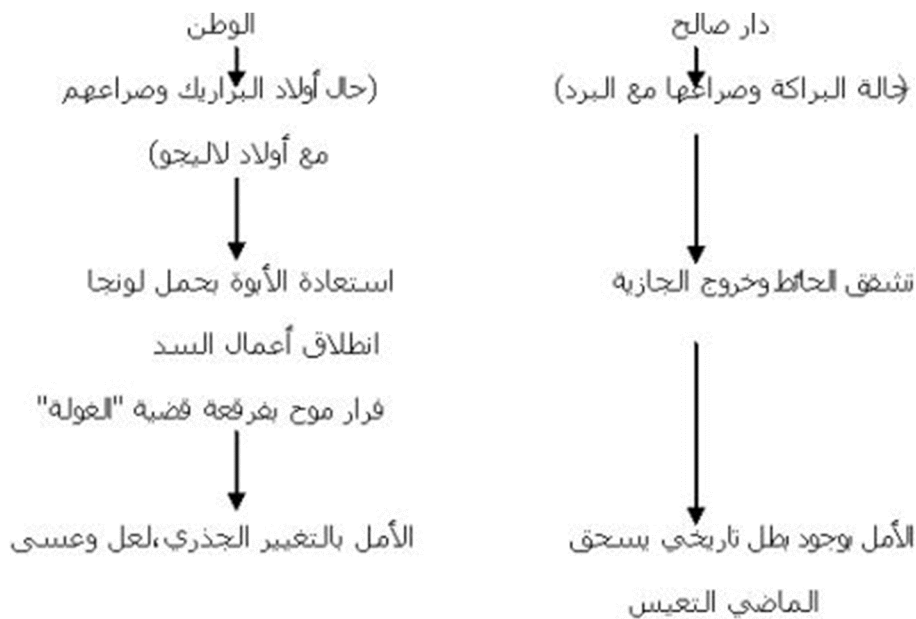 دار صالح
(حالة البراكة وصراعها مع البرد)
تشقق الحائط وخروج الجازية
الأمل بوجود بطل تاريخي يسحق
الماضي التعيس
الوطن
(حال أولاد البراريك وصراعهم
مع أولاد لاليجو)
استعادة الأبوة بحمل لونجا
انطلاق أعمال السد
فرار موح بفرقعة قضية "الغولة"
الأمل بالتغيير الجذري،لعل وعسى